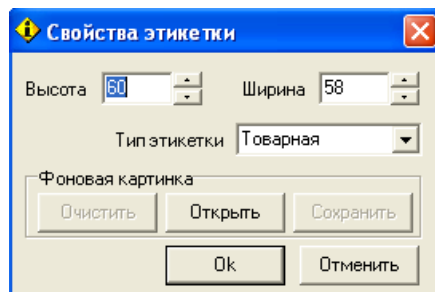 Свойства этикетки
Высота 60 Ширина 58
Тип этикетки Товарная
Фоновая картинка
Очистить Открыть Сохранить
Ok Отменить